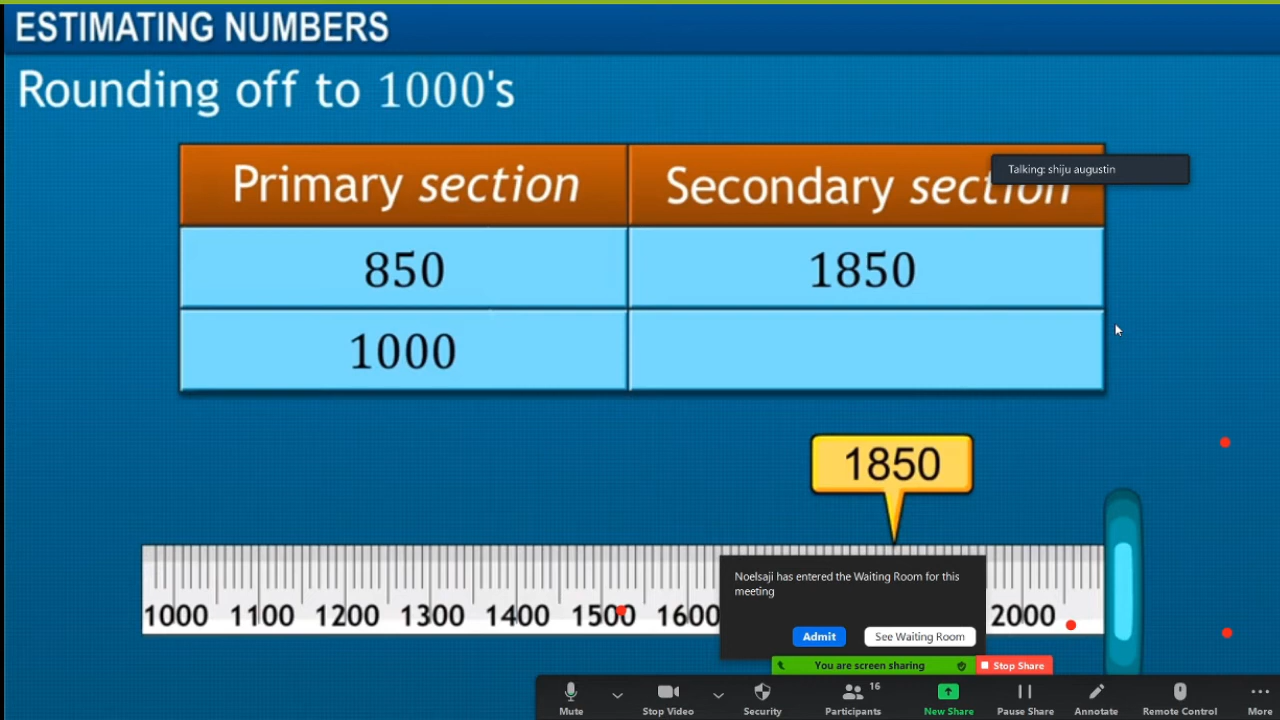 ESTIMATING NUMBERS
Rounding off to 1000's
Primary section Secondary section
Talking: shiju augustin
850 1850
1000
1850
1000 1100 1200 1300 1400 1500 1600 2000
Noelsaji has entered the Waiting Room for this
meeting
Admit See Waiting Room
You are screen sharing Stop Share
16
Mute Stop Video Security Participants New Share Pause Share Annotate Remote Control More